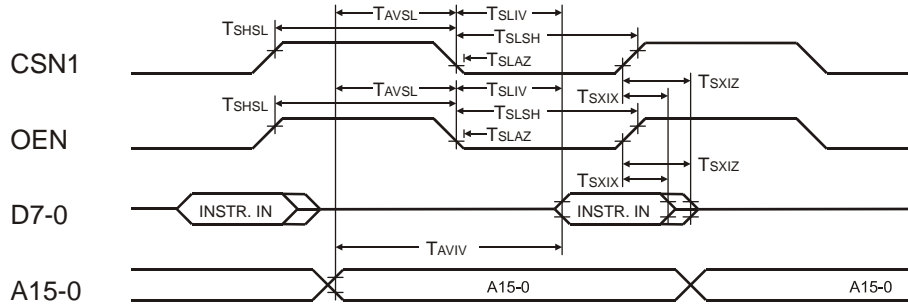 TAVSL TSLIV
TSHSL TSLSH
CSN1 TSLAZ
TSXIZ
TAVSL TSLIV TSXIX
TSHSL TSLSH
OEN TSLAZ
TSXIZ
TSXIX
D7-0 INSTR. IN INSTR. IN
TAVIV
A15-0 A15-0 A15-0